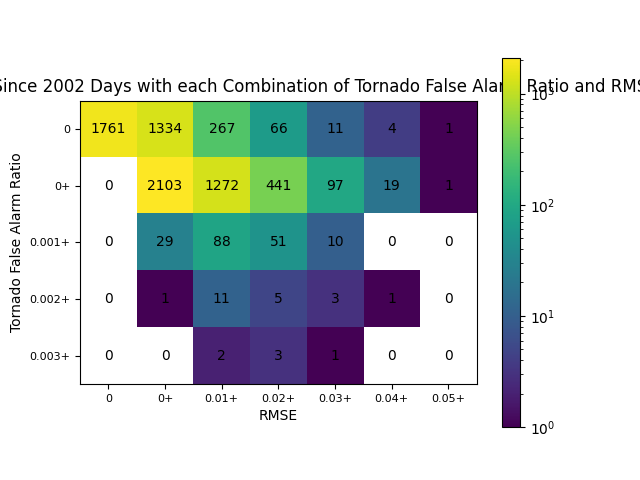 Since 2002 Days with each Combination of Tornado False Alarm Ratio and RMS
Tornado False Alarm Ratio
0 1761 1334 267 66 11 4 1
0+ 0 2103 1272 441 97 19 1
0.001+ 0 29 88 51 10 0 0
0.002+ 0 1 11 5 3 1 0
0.003+ 0 0 2 3 1 0 0
0 0+ 0.01+ 0.02+ 0.03+ 0.04+ 0.05+
RMSE
10³
10²
10¹
10⁰